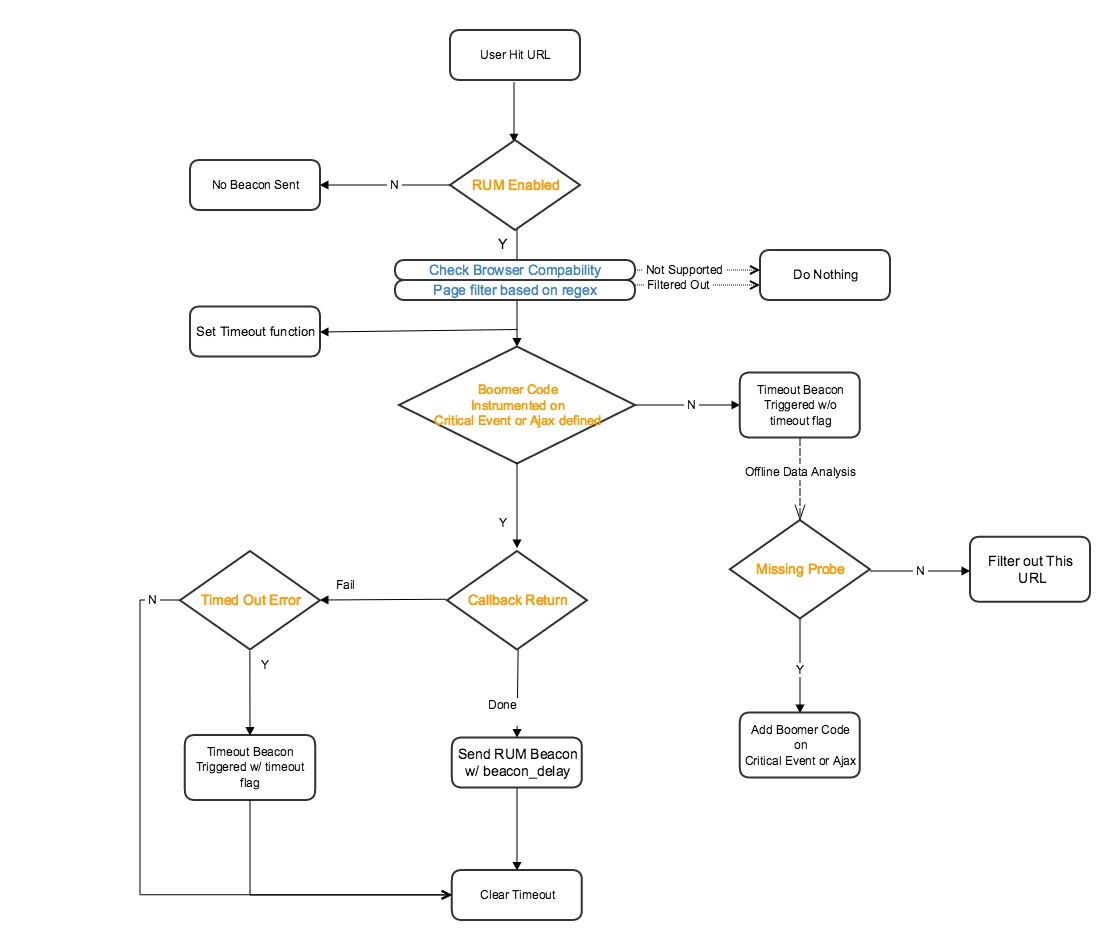 User Hit URL
RUM Enabled
N
No Beacon Sent
Y
Check Browser Compability
Not Supported
Do Nothing
Page filter based on regex
Filtered Out
Set Timeout function
Boomer Code
Instrumented on
Critical Event or Ajax defined
N
Timeout Beacon
Triggered w/o
timeout flag
Offline Data Analysis
Y
Missing Probe
N
Filter out This
URL
Y
Add Boomer Code
on
Critical Event or Ajax
Callback Return
Fail
Timed Out Error
N
Y
Done
Timeout Beacon
Triggered w/ timeout
flag
Send RUM Beacon
w/ beacon_delay
Clear Timeout